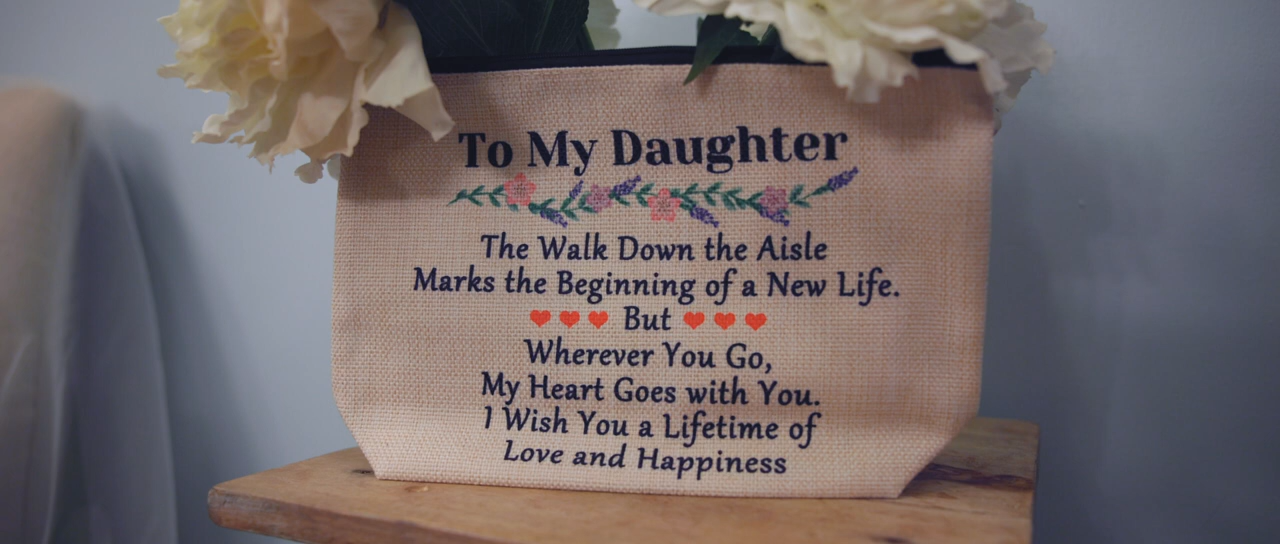 To My Daughter
The Walk Down the Aisle
Marks the Beginning of a New Life.
But
Wherever You Go,
My Heart Goes with You.
I Wish You a Lifetime of
Love and Happiness